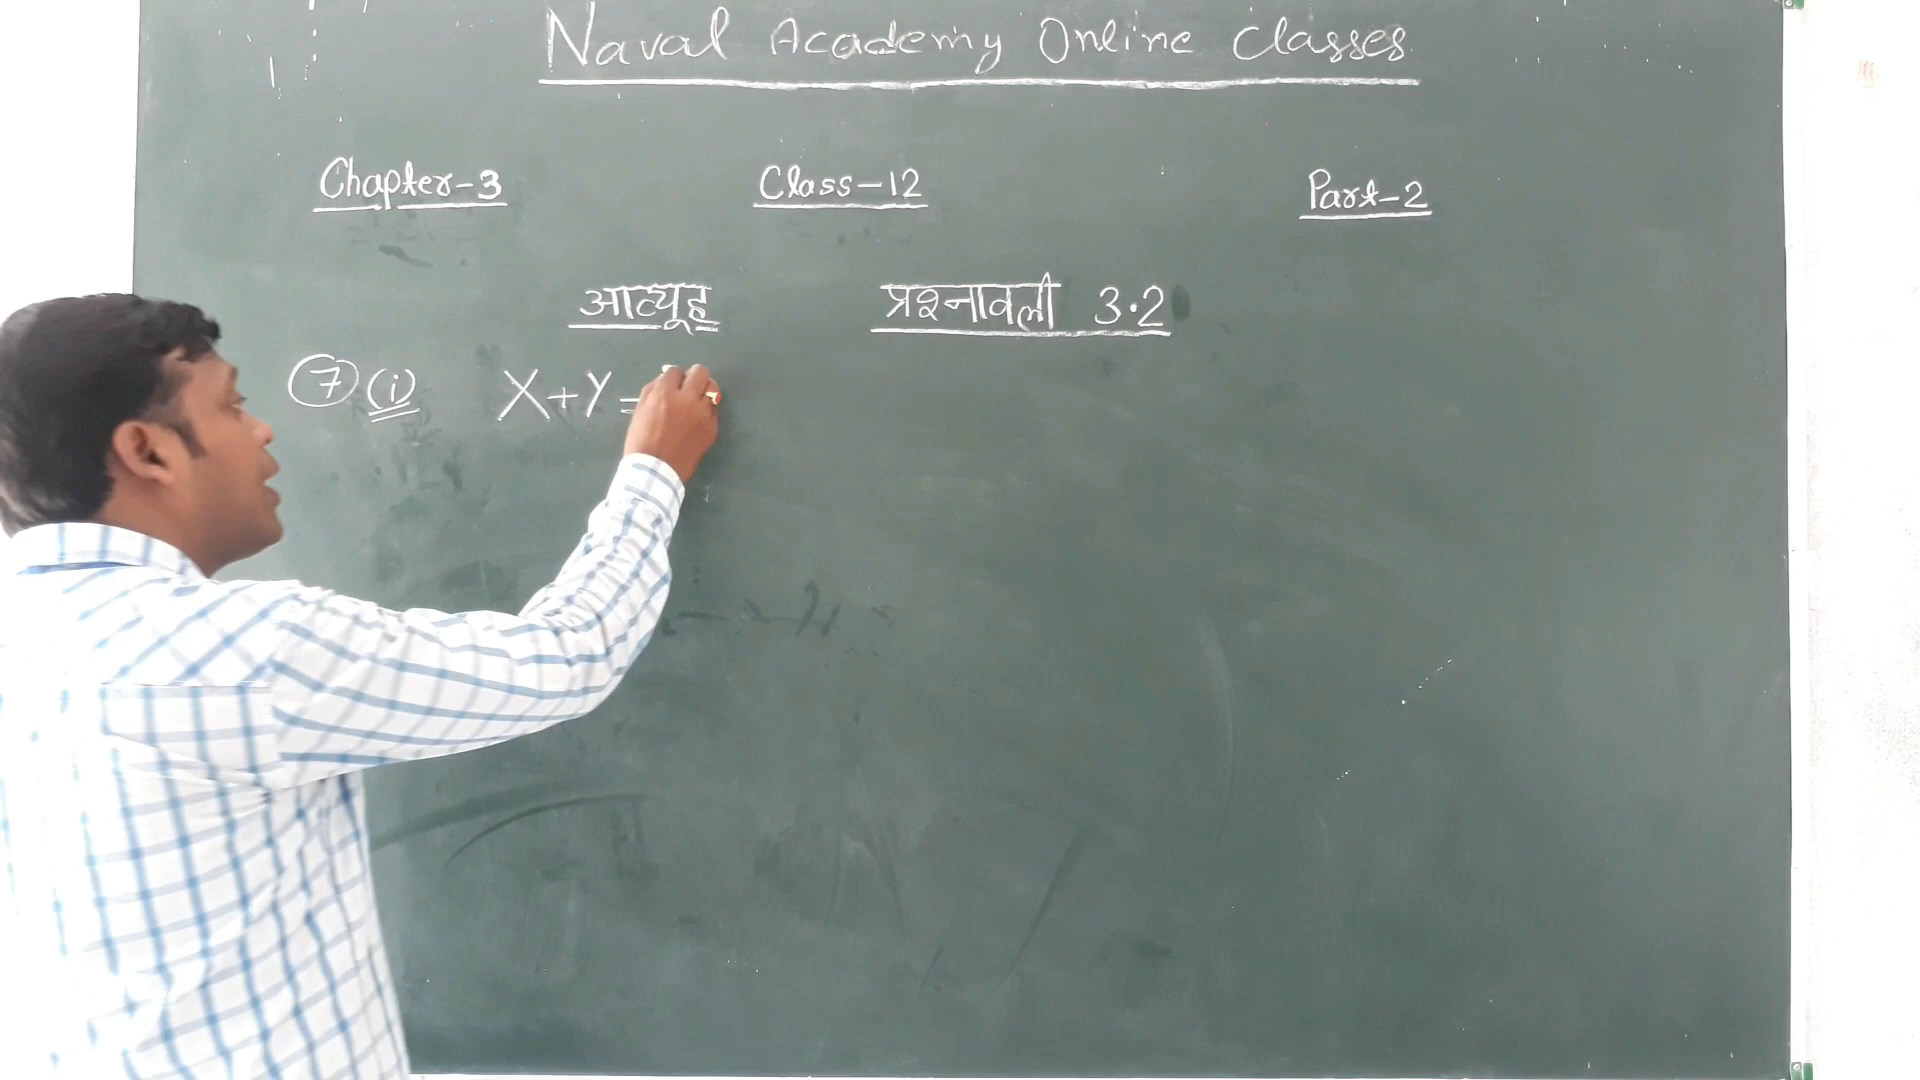 Naval Academy Online Classes
Chapter-3 Class-12 Part-2
आव्यूह प्रश्नावली 3.2
7 (i) X+Y=